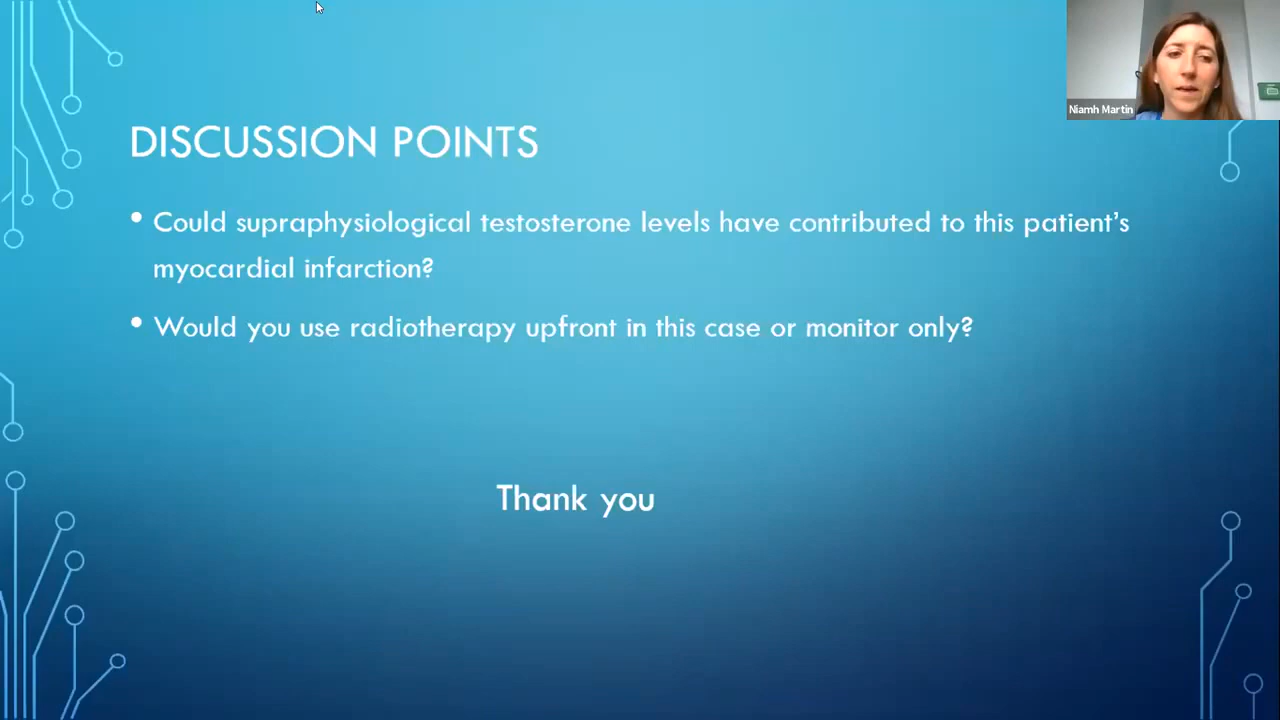 Niamh Martin
DISCUSSION POINTS
• Could supraphysiological testosterone levels have contributed to this patient's
myocardial infarction?
• Would you use radiotherapy upfront in this case or monitor only?
Thank you